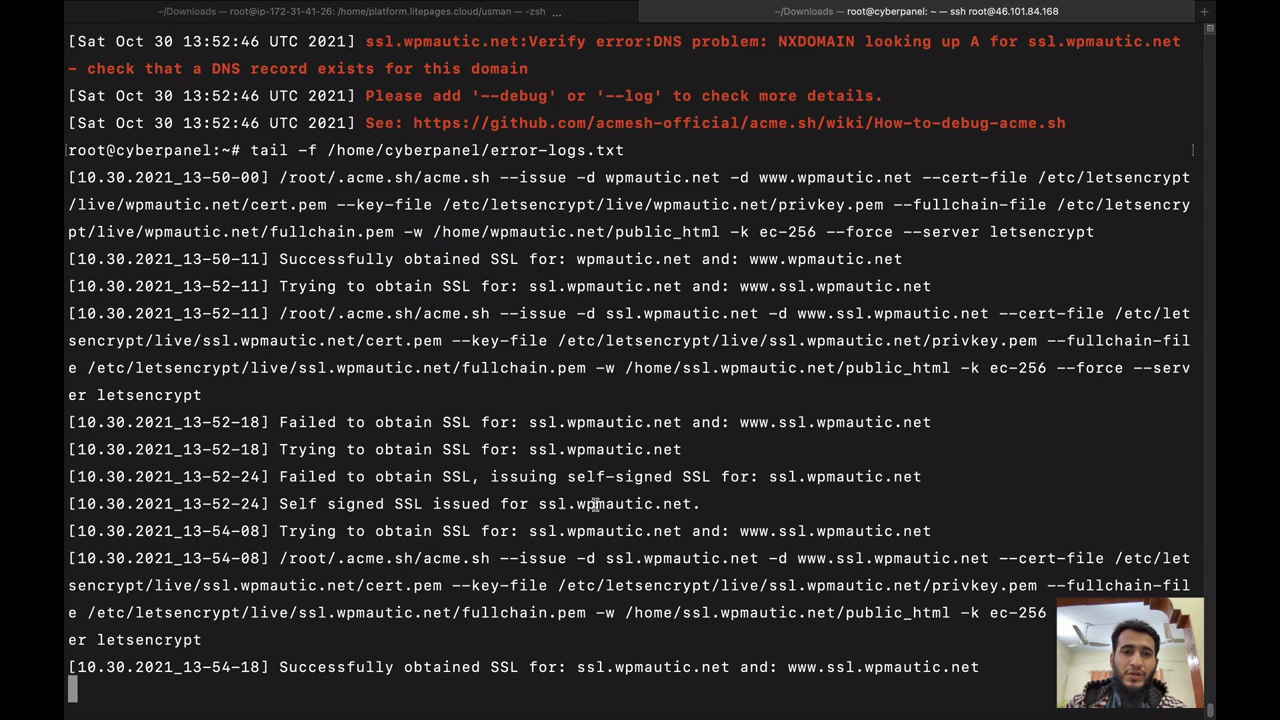 ~/Downloads — root@ip-172-31-41-26: /home/platform.litepages.cloud/usman — -zsh ...
~/Downloads — root@cyberpanel: ~ — ssh root@46.101.84.168
+
[Sat Oct 30 13:52:46 UTC 2021] ssl.wpmautic.net:Verify error:DNS problem: NXDOMAIN looking up A for ssl.wpmautic.net
- check that a DNS record exists for this domain
[Sat Oct 30 13:52:46 UTC 2021] Please add '--debug' or '--log' to check more details.
[Sat Oct 30 13:52:46 UTC 2021] See: https://github.com/acmesh-official/acme.sh/wiki/How-to-debug-acme.sh
[root@cyberpanel:~# tail -f /home/cyberpanel/error-logs.txt ]
[10.30.2021_13-50-00] /root/.acme.sh/acme.sh --issue -d wpmautic.net -d www.wpmautic.net --cert-file /etc/letsencrypt
/live/wpmautic.net/cert.pem --key-file /etc/letsencrypt/live/wpmautic.net/privkey.pem --fullchain-file /etc/letsencry
pt/live/wpmautic.net/fullchain.pem -w /home/wpmautic.net/public_html -k ec-256 --force --server letsencrypt
[10.30.2021_13-50-11] Successfully obtained SSL for: wpmautic.net and: www.wpmautic.net
[10.30.2021_13-52-11] Trying to obtain SSL for: ssl.wpmautic.net and: www.ssl.wpmautic.net
[10.30.2021_13-52-11] /root/.acme.sh/acme.sh --issue -d ssl.wpmautic.net -d www.ssl.wpmautic.net --cert-file /etc/let
sencrypt/live/ssl.wpmautic.net/cert.pem --key-file /etc/letsencrypt/live/ssl.wpmautic.net/privkey.pem --fullchain-fil
e /etc/letsencrypt/live/ssl.wpmautic.net/fullchain.pem -w /home/ssl.wpmautic.net/public_html -k ec-256 --force --serv
er letsencrypt
[10.30.2021_13-52-18] Failed to obtain SSL for: ssl.wpmautic.net and: www.ssl.wpmautic.net
[10.30.2021_13-52-18] Trying to obtain SSL for: ssl.wpmautic.net
[10.30.2021_13-52-24] Failed to obtain SSL, issuing self-signed SSL for: ssl.wpmautic.net
[10.30.2021_13-52-24] Self signed SSL issued for ssl.wpmautic.net.
[10.30.2021_13-54-08] Trying to obtain SSL for: ssl.wpmautic.net and: www.ssl.wpmautic.net
[10.30.2021_13-54-08] /root/.acme.sh/acme.sh --issue -d ssl.wpmautic.net -d www.ssl.wpmautic.net --cert-file /etc/let
sencrypt/live/ssl.wpmautic.net/cert.pem --key-file /etc/letsencrypt/live/ssl.wpmautic.net/privkey.pem --fullchain-fil
e /etc/letsencrypt/live/ssl.wpmautic.net/fullchain.pem -w /home/ssl.wpmautic.net/public_html -k ec-256
er letsencrypt
[10.30.2021_13-54-18] Successfully obtained SSL for: ssl.wpmautic.net and: www.ssl.wpmautic.net